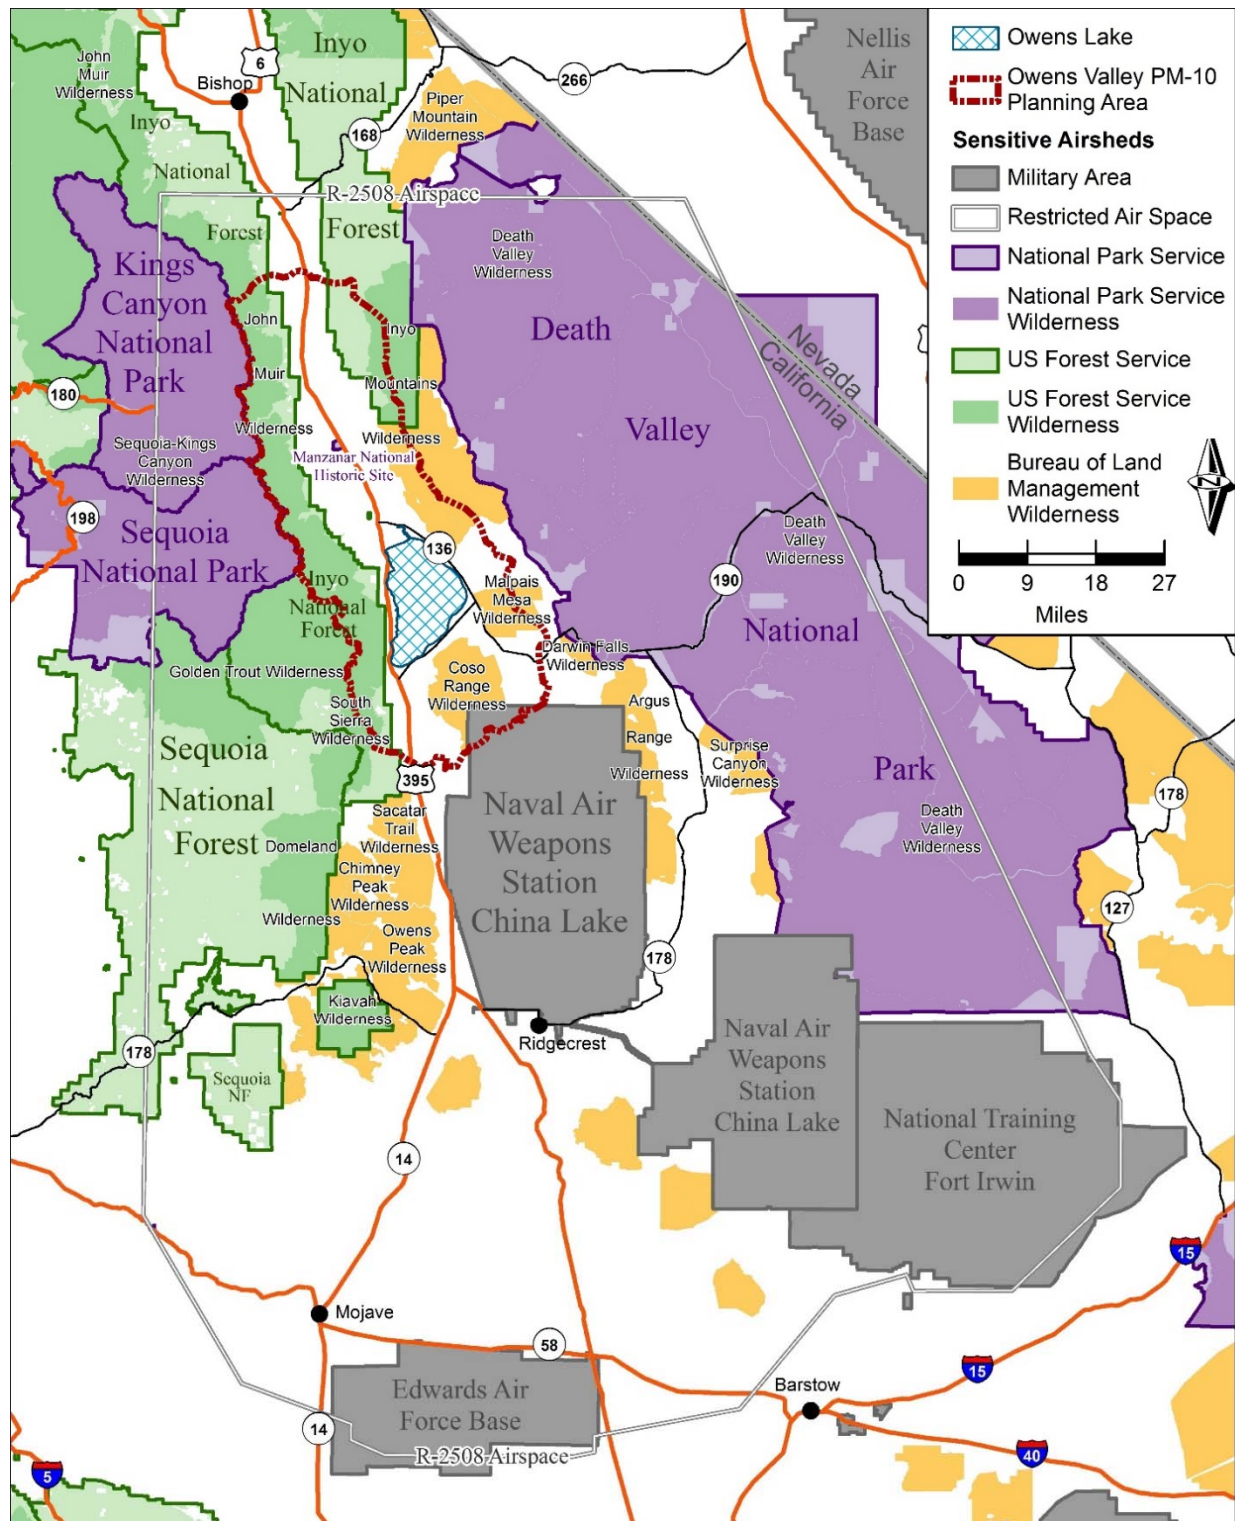 Owens Lake
Owens Valley PM-10
Planning Area
Sensitive Airsheds
Military Area
Restricted Air Space
National Park Service
National Park Service
Wilderness
US Forest Service
US Forest Service
Wilderness
Bureau of Land
Management
Wilderness
N
0 9 18 27
Miles
Nellis
Air
Force
Base
Inyo
National
Forest
6
Bishop
John
Muir
Wilderness
Inyo
National
Forest
266
168
Piper
Mountain
Wilderness
R-2508 Airspace
Kings
Canyon
National
Park
Death
Valley
Wilderness
Death
Valley
National
Park
Nevada
California
John
Muir
Wilderness
Inyo
Mountains
Wilderness
180
Sequoia-Kings
Canyon
Wilderness
Manzanar National
Historic Site
198
Sequoia
National Park
136
190
Death
Valley
Wilderness
Inyo
National
Forest
Malpais
Mesa
Wilderness
Darwin Falls
Wilderness
Golden Trout Wilderness
Coso
Range
Wilderness
South
Sierra
Wilderness
Argus
Range
Wilderness
Surprise
Canyon
Wilderness
395
Sequoia
National
Forest
Sacatar
Trail
Wilderness
Naval Air
Weapons
Station
China Lake
Death
Valley
Wilderness
178
Domeland
Wilderness
Chimney
Peak
Wilderness
Owens
Peak
Wilderness
127
178
Kiavah
Wilderness
Ridgecrest
178
Sequoia
NF
Naval Air
Weapons
Station
China Lake
National Training
Center
Fort Irwin
14
15
Mojave
58
Edwards Air
Force Base
Barstow
15
14
R-2508 Airspace
5
40